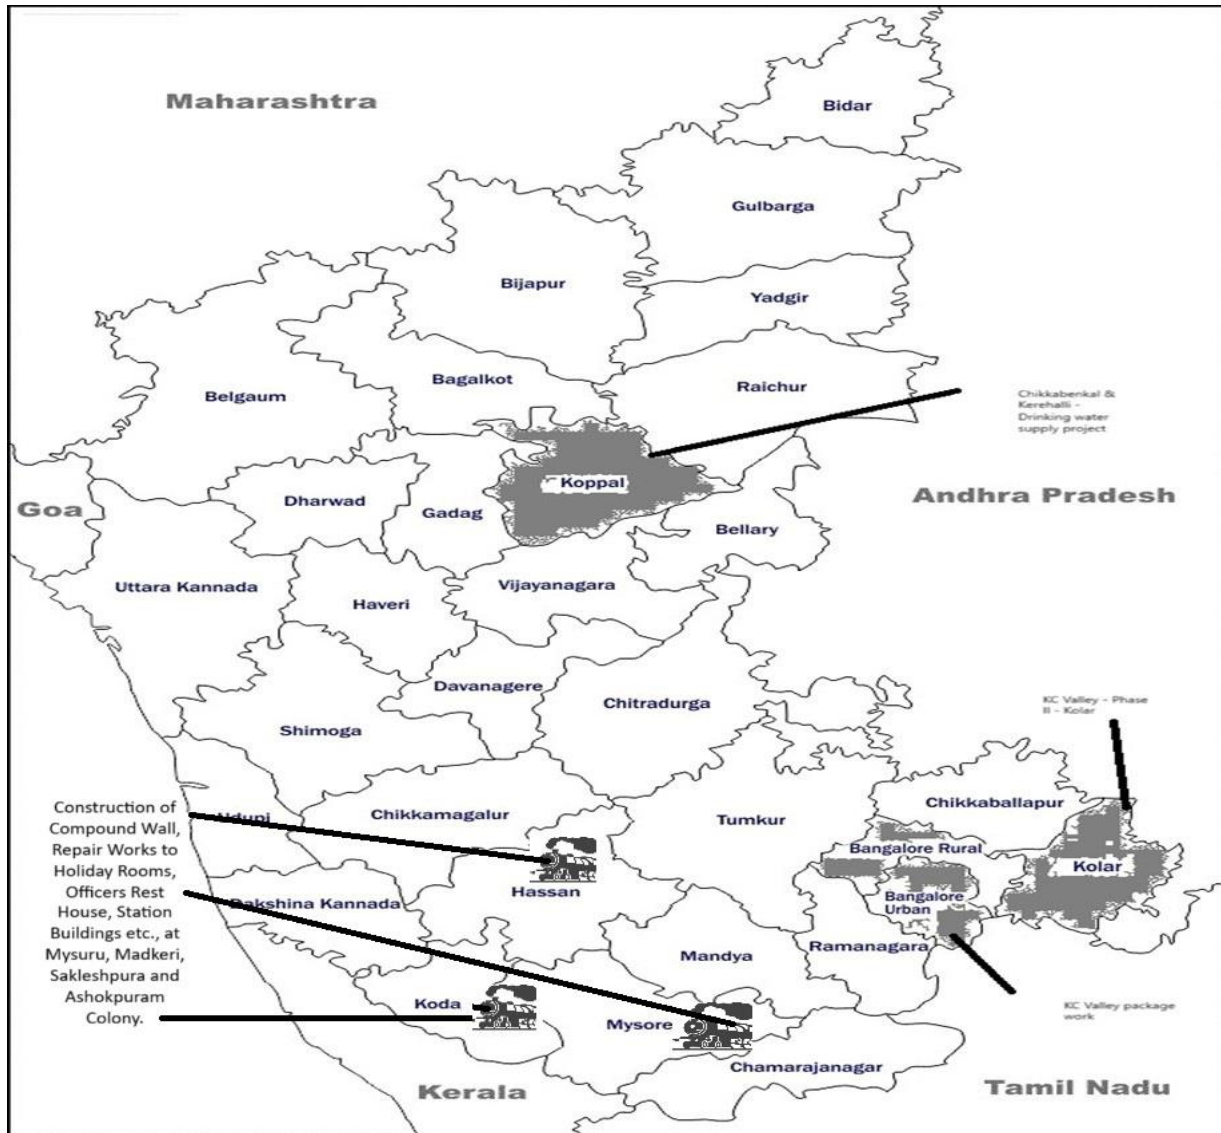 Maharashtra
Bidar
Gulbarga
Bijapur
Yadgir
Bagalkot
Raichur
Belgaum
Chikkabenkal &
Kerehalli -
Drinking water
supply project
Koppal
Andhra Pradesh
Goa
Dharwad
Gadag
Bellary
Uttara Kannada
Haveri
Vijayanagara
Davanagere
Chitradurga
Shimoga
KC Valley - Phase
II - Kolar
Chikkaballapur
Construction of
Compound Wall,
Repair Works to
Holiday Rooms,
Officers Rest
House, Station
Buildings etc., at
Mysuru, Madkeri,
Sakleshpura and
Ashokpuram
Colony.
Udupi
Chikkamagalur
Tumkur
Bangalore Rural
Kolar
Hassan
Bangalore
Urban
Dakshina Kannada
Mandya
Ramanagara
Koda
Mysore
KC Valley package
work
Chamarajanagar
Kerala
Tamil Nadu